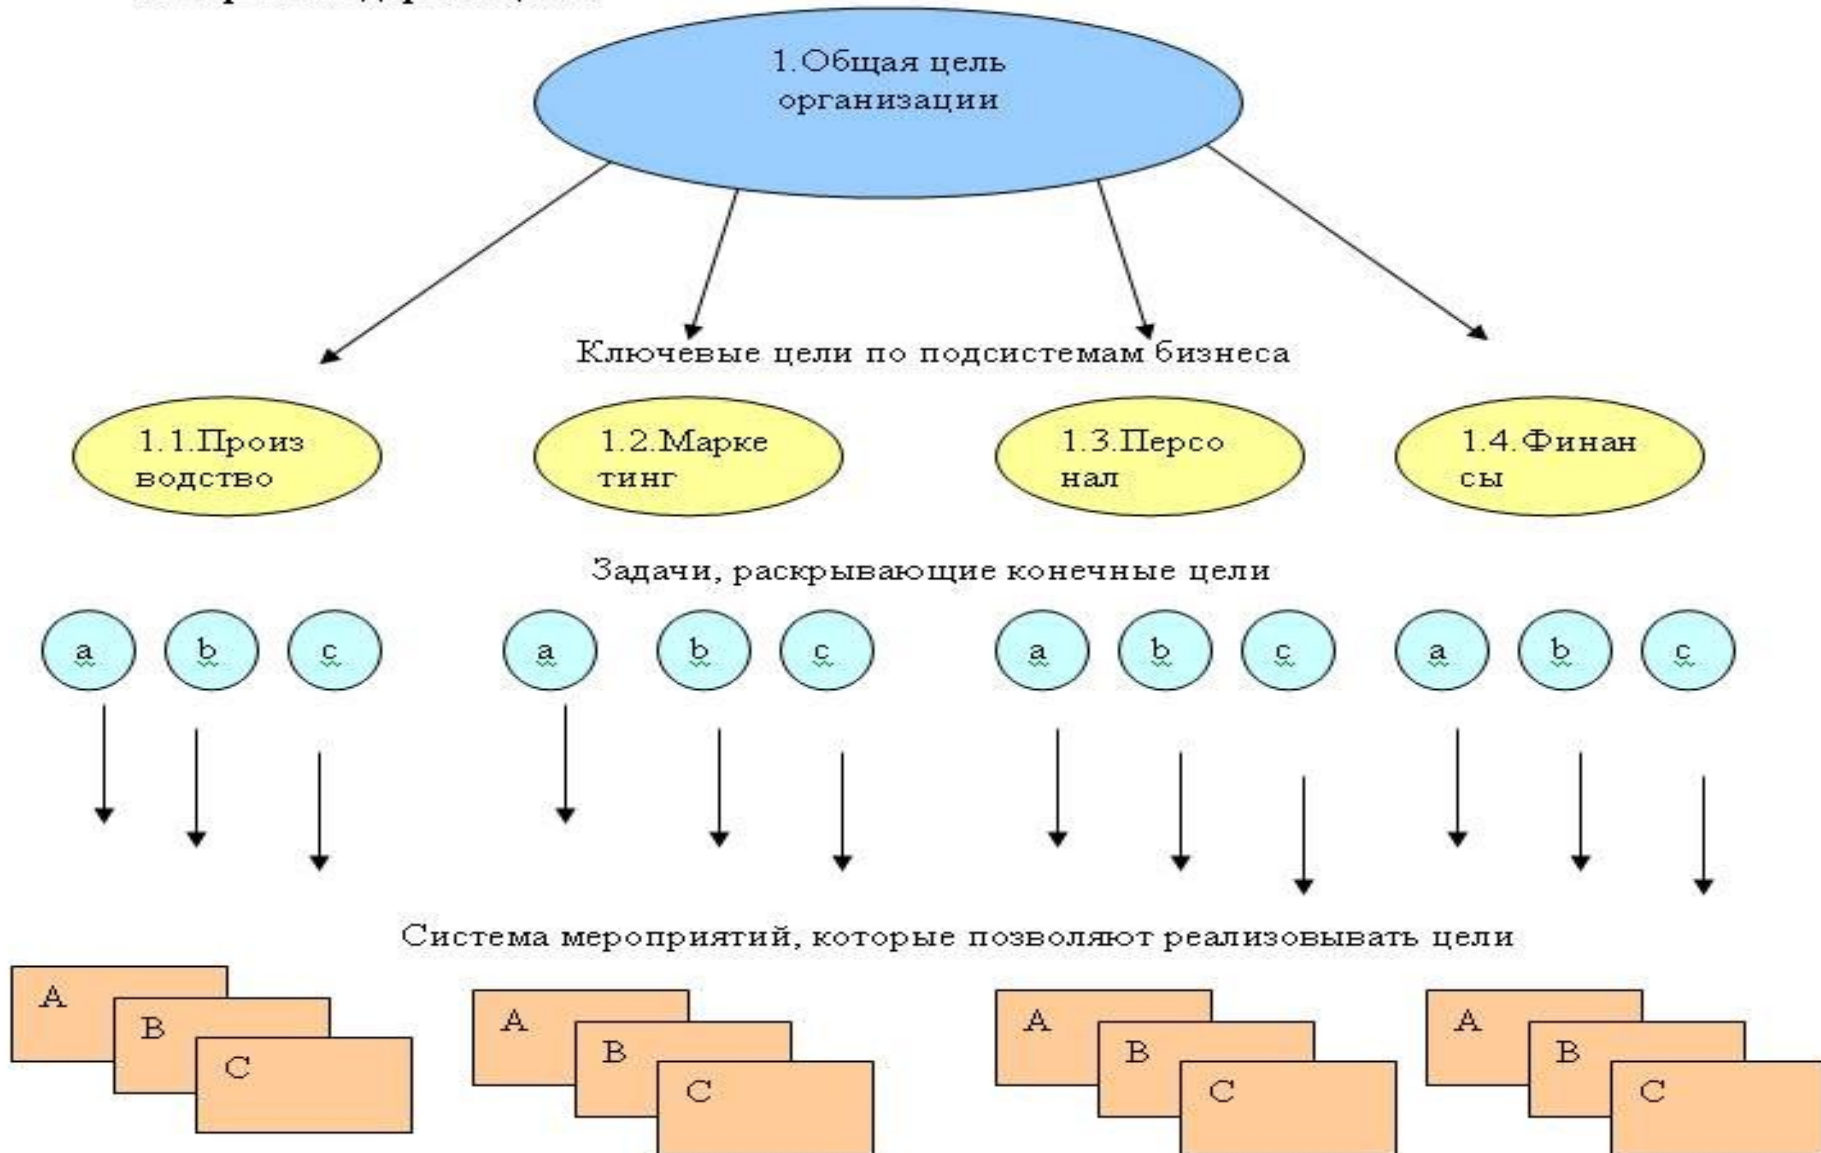 1.Общая цель
организации
Ключевые цели по подсистемам бизнеса
1.1.Произ
водство
1.2.Марке
тинг
1.3.Персо
нал
1.4.Финан
сы
Задачи, раскрывающие конечные цели
a b c a b c a b c a b c
Система мероприятий, которые позволяют реализовывать цели
A
B
C
A
B
C
A
B
C
A
B
C